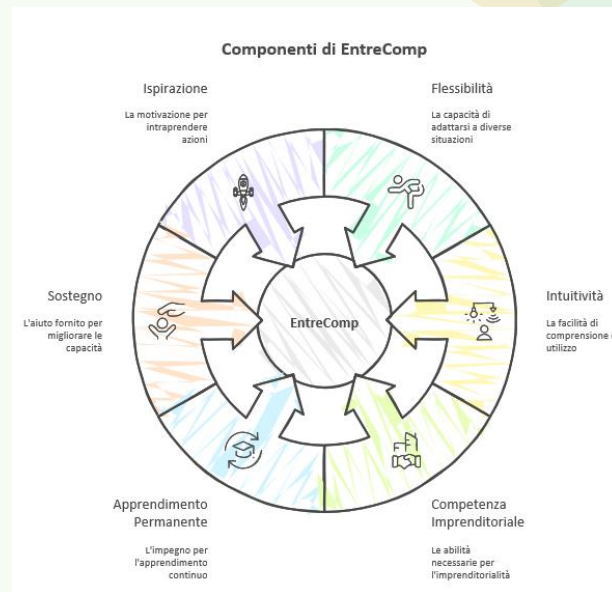 Componenti di EntreComp
Ispirazione
La motivazione per
intraprendere
azioni
Flessibilità
La capacità di
adattarsi a diverse
situazioni
Sostegno
L'aiuto fornito per
migliorare le
capacità
EntreComp
Intuitività
La facilità di
comprensione e
utilizzo
Apprendimento
Permanente
L'impegno per
l'apprendimento
continuo
Competenza
Imprenditoriale
Le abilità
necessarie per
l'imprenditorialità